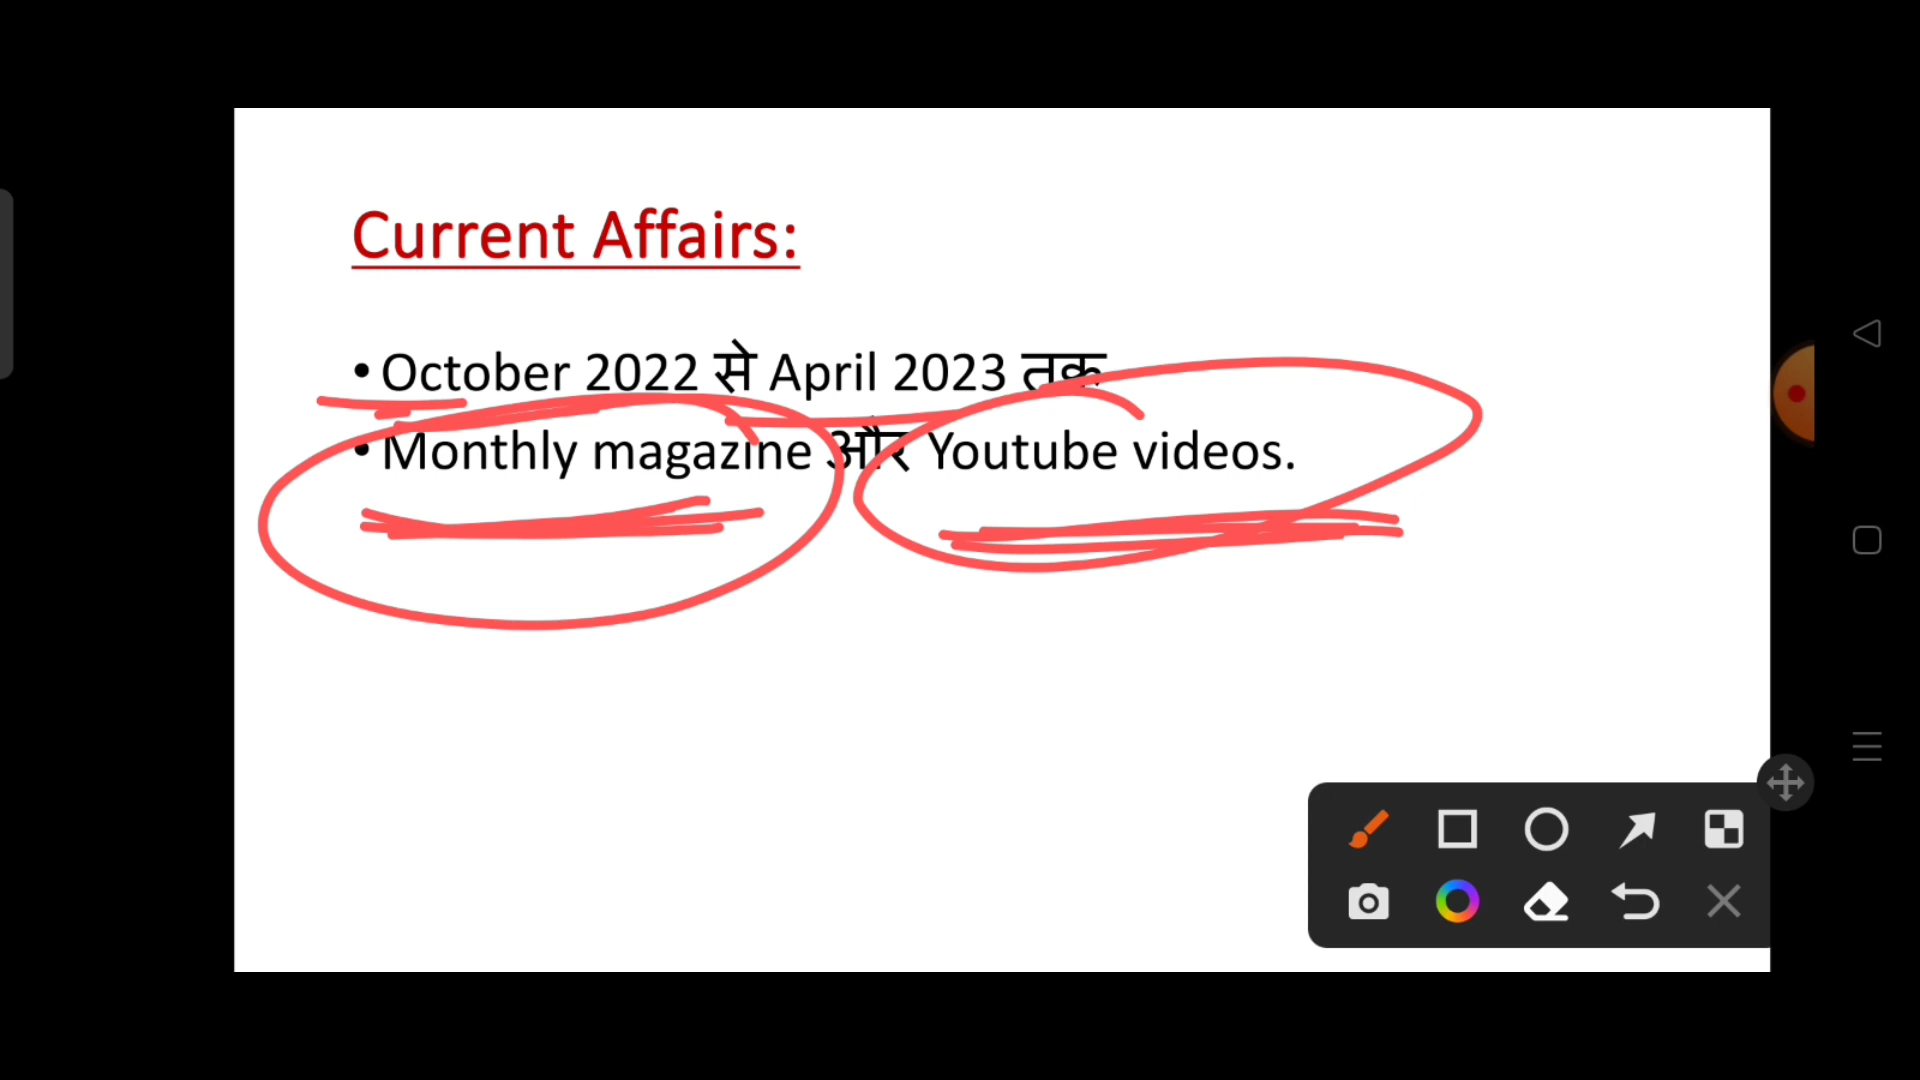 Current Affairs:
• October 2022 से April 2023 तक
• Monthly magazine और Youtube videos.